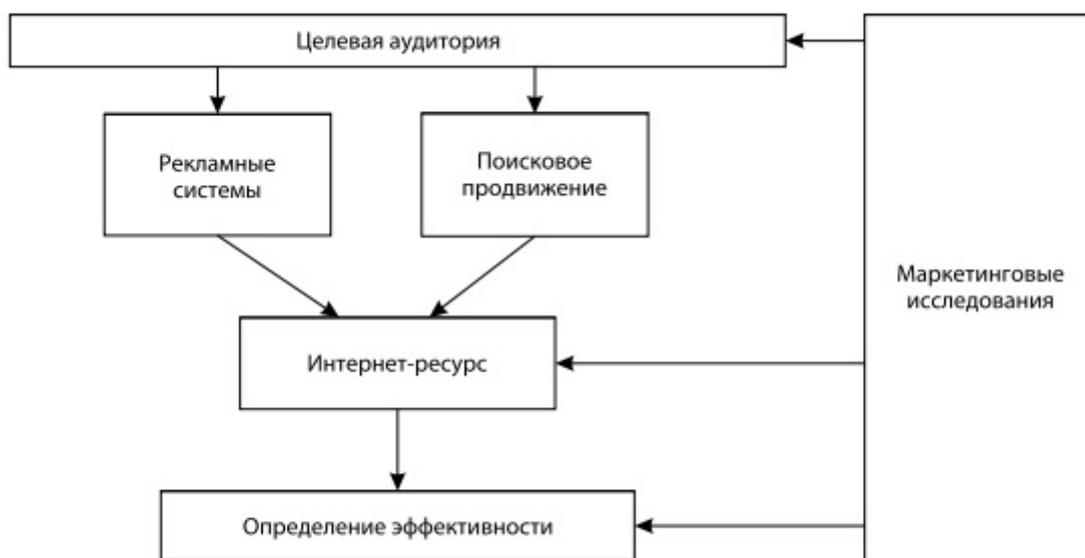 Целевая аудитория
Рекламные
системы
Поисковое
продвижение
Маркетинговые
исследования
Интернет-ресурс
Определение эффективности